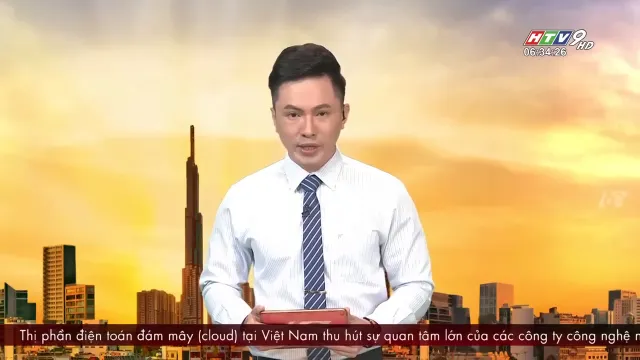 HTV9 HD
06:34:26
Thị phần điện toán đám mây (cloud) tại Việt Nam thu hút sự quan tâm lớn của các công ty công nghệ